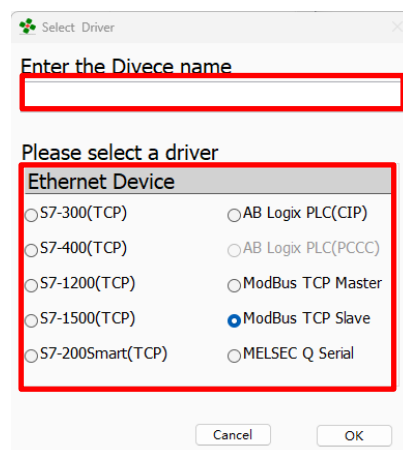 Select Driver
Enter the Divece name
Please select a driver
Ethernet Device
S7-300(TCP) AB Logix PLC(CIP)
S7-400(TCP) AB Logix PLC(PCCC)
S7-1200(TCP) ModBus TCP Master
S7-1500(TCP) ModBus TCP Slave
S7-200Smart(TCP) MELSEC Q Serial
Cancel OK